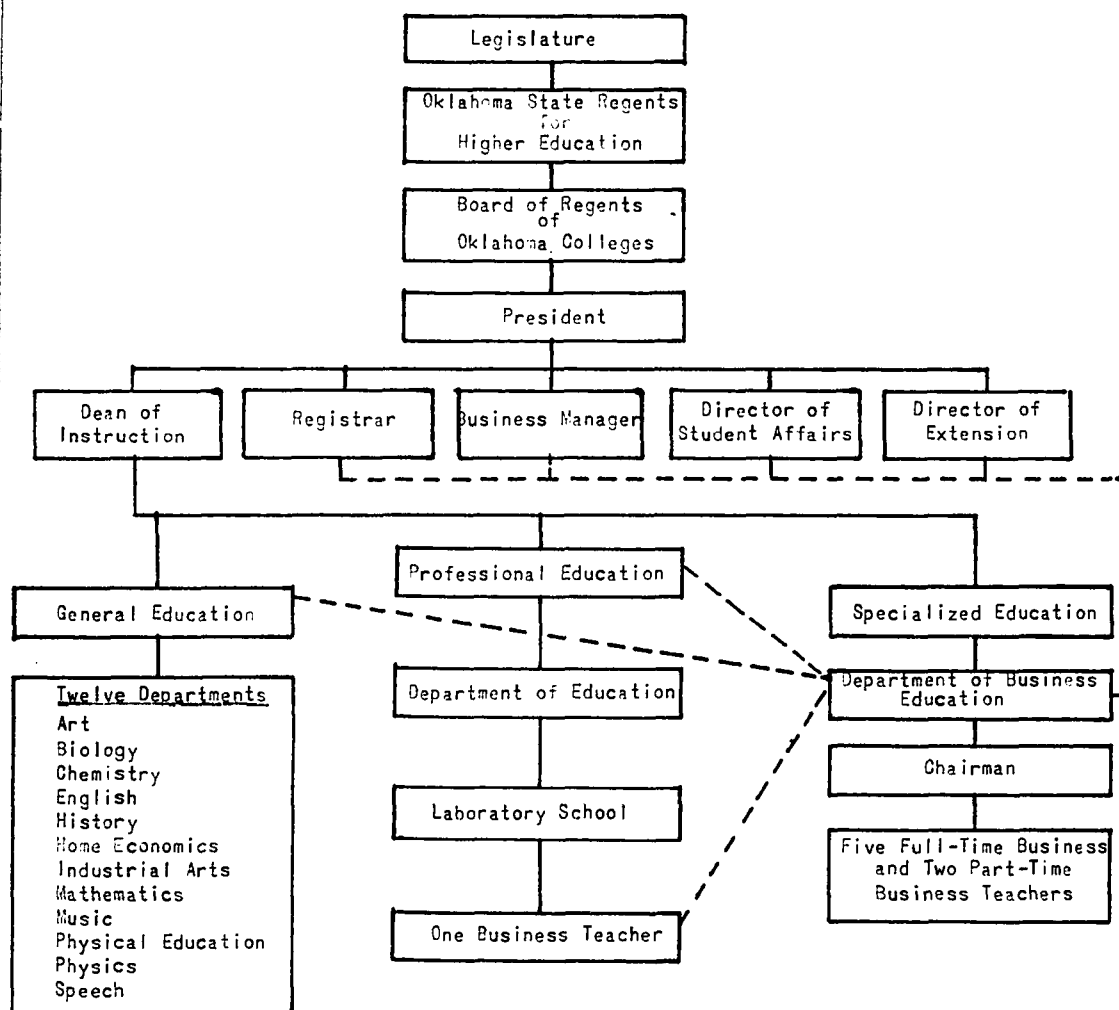 Legislature
Oklahoma State Regents
for
Higher Education
Board of Regents
of
Oklahoma Colleges
President
Dean of
Instruction
Registrar
Business Manager
Director of
Student Affairs
Director of
Extension
General Education
Professional Education
Specialized Education
Twelve Departments
Art
Biology
Chemistry
English
History
Home Economics
Industrial Arts
Mathematics
Music
Physical Education
Physics
Speech
Department of Education
Laboratory School
One Business Teacher
Department of Business
Education
Chairman
Five Full-Time Business
and Two Part-Time
Business Teachers